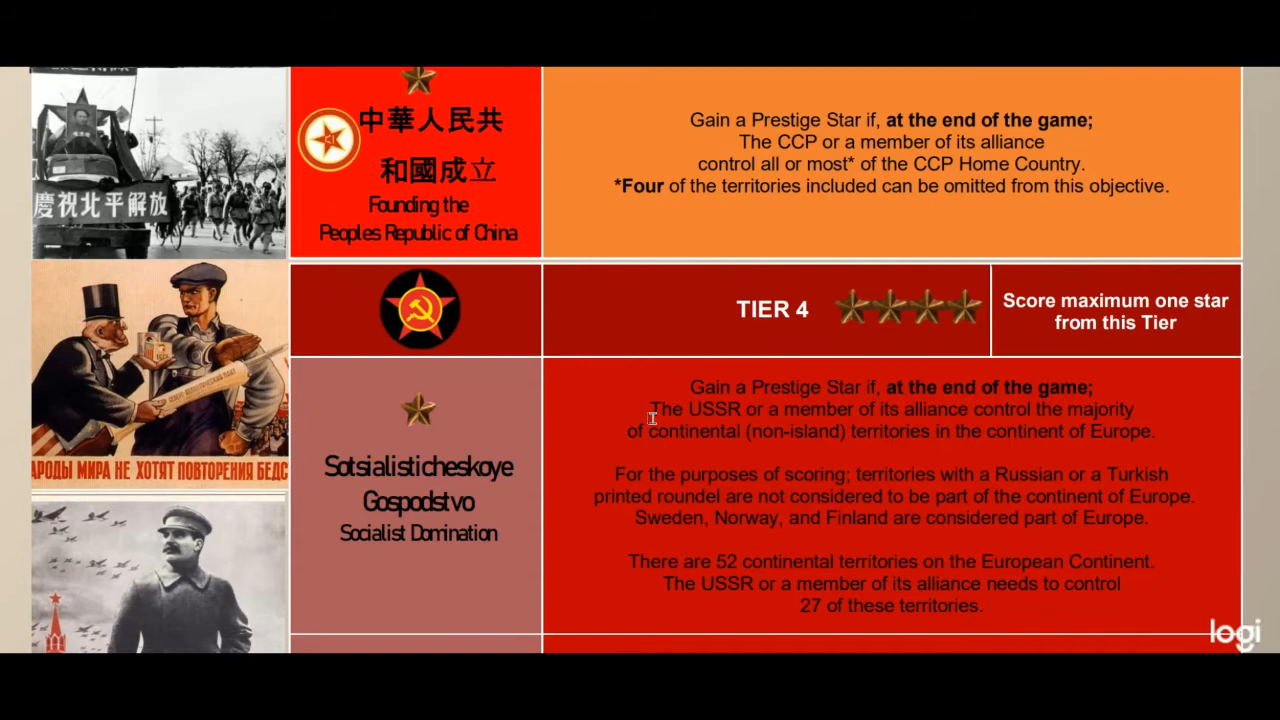 慶祝北平解放
中華人民共
和國成立
Founding the
Peoples Republic of China
Gain a Prestige Star if, at the end of the game;
The CCP or a member of its alliance
control all or most* of the CCP Home Country.
*Four of the territories included can be omitted from this objective.
TIER 4
Score maximum one star
from this Tier
АРОДЫ МИРА НЕ ХОТЯТ ПОВТОРЕНИЯ БЕДС
Sotsialisticheskoye
Gospodstvo
Socialist Domination
Gain a Prestige Star if, at the end of the game;
The USSR or a member of its alliance control the majority
of continental (non-island) territories in the continent of Europe.
For the purposes of scoring; territories with a Russian or a Turkish
printed roundel are not considered to be part of the continent of Europe.
Sweden, Norway, and Finland are considered part of Europe.
There are 52 continental territories on the European Continent.
The USSR or a member of its alliance needs to control
27 of these territories.
logi